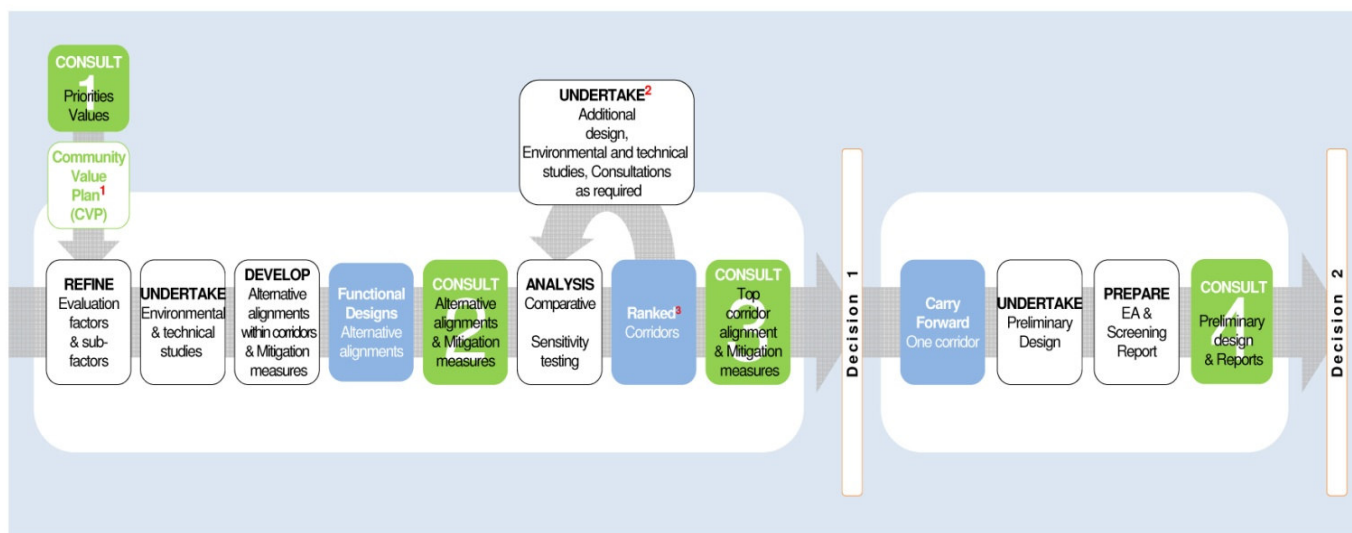 CONSULT
1
Priorities
Values
Community
Value
Plan1
(CVP)
REFINE
Evaluation
factors
& sub-
factors
UNDERTAKE
Environmental
& technical
studies
DEVELOP
Alternative
alignments
within corridors
& Mitigation
measures
Functional
Designs
Alternative
alignments
CONSULT
2
Alternative
alignments
& Mitigation
measures
UNDERTAKE2
Additional
design,
Environmental and technical
studies, Consultations
as required
ANALYSIS
Comparative
Sensitivity
testing
Ranked3
Corridors
CONSULT
3
Top
corridor
alignment
& Mitigation
measures
Decision 1
Carry
Forward
One corridor
UNDERTAKE
Preliminary
Design
PREPARE
EA &
Screening
Report
CONSULT
4
Preliminary
design
& Reports
Decision 2